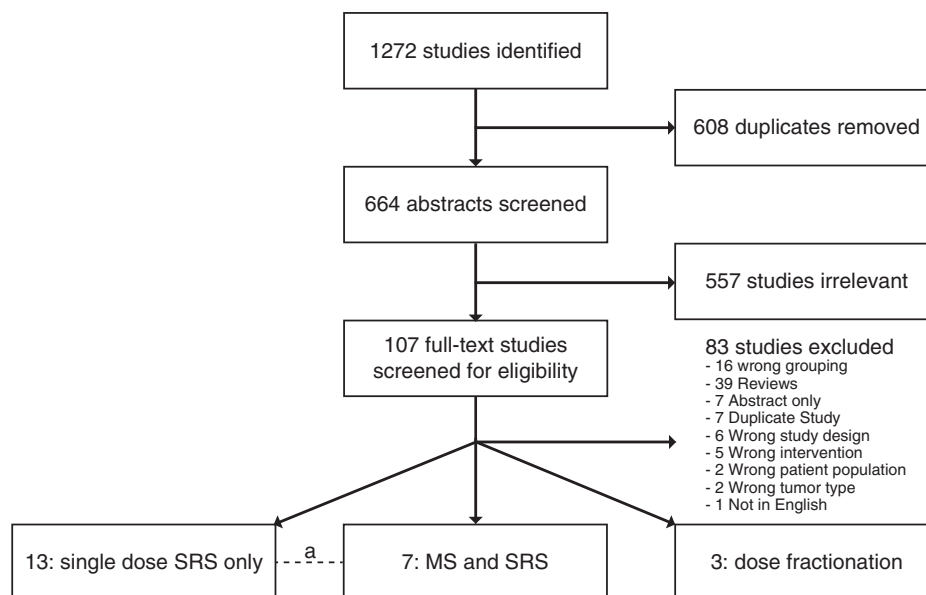 1272 studies identified
608 duplicates removed
664 abstracts screened
557 studies irrelevant
107 full-text studies
screened for eligibility
83 studies excluded
- 16 wrong grouping
- 39 Reviews
- 7 Abstract only
- 7 Duplicate Study
- 6 Wrong study design
- 5 Wrong intervention
- 2 Wrong patient population
- 2 Wrong tumor type
- 1 Not in English
13: single dose SRS only
a
7: MS and SRS
3: dose fractionation